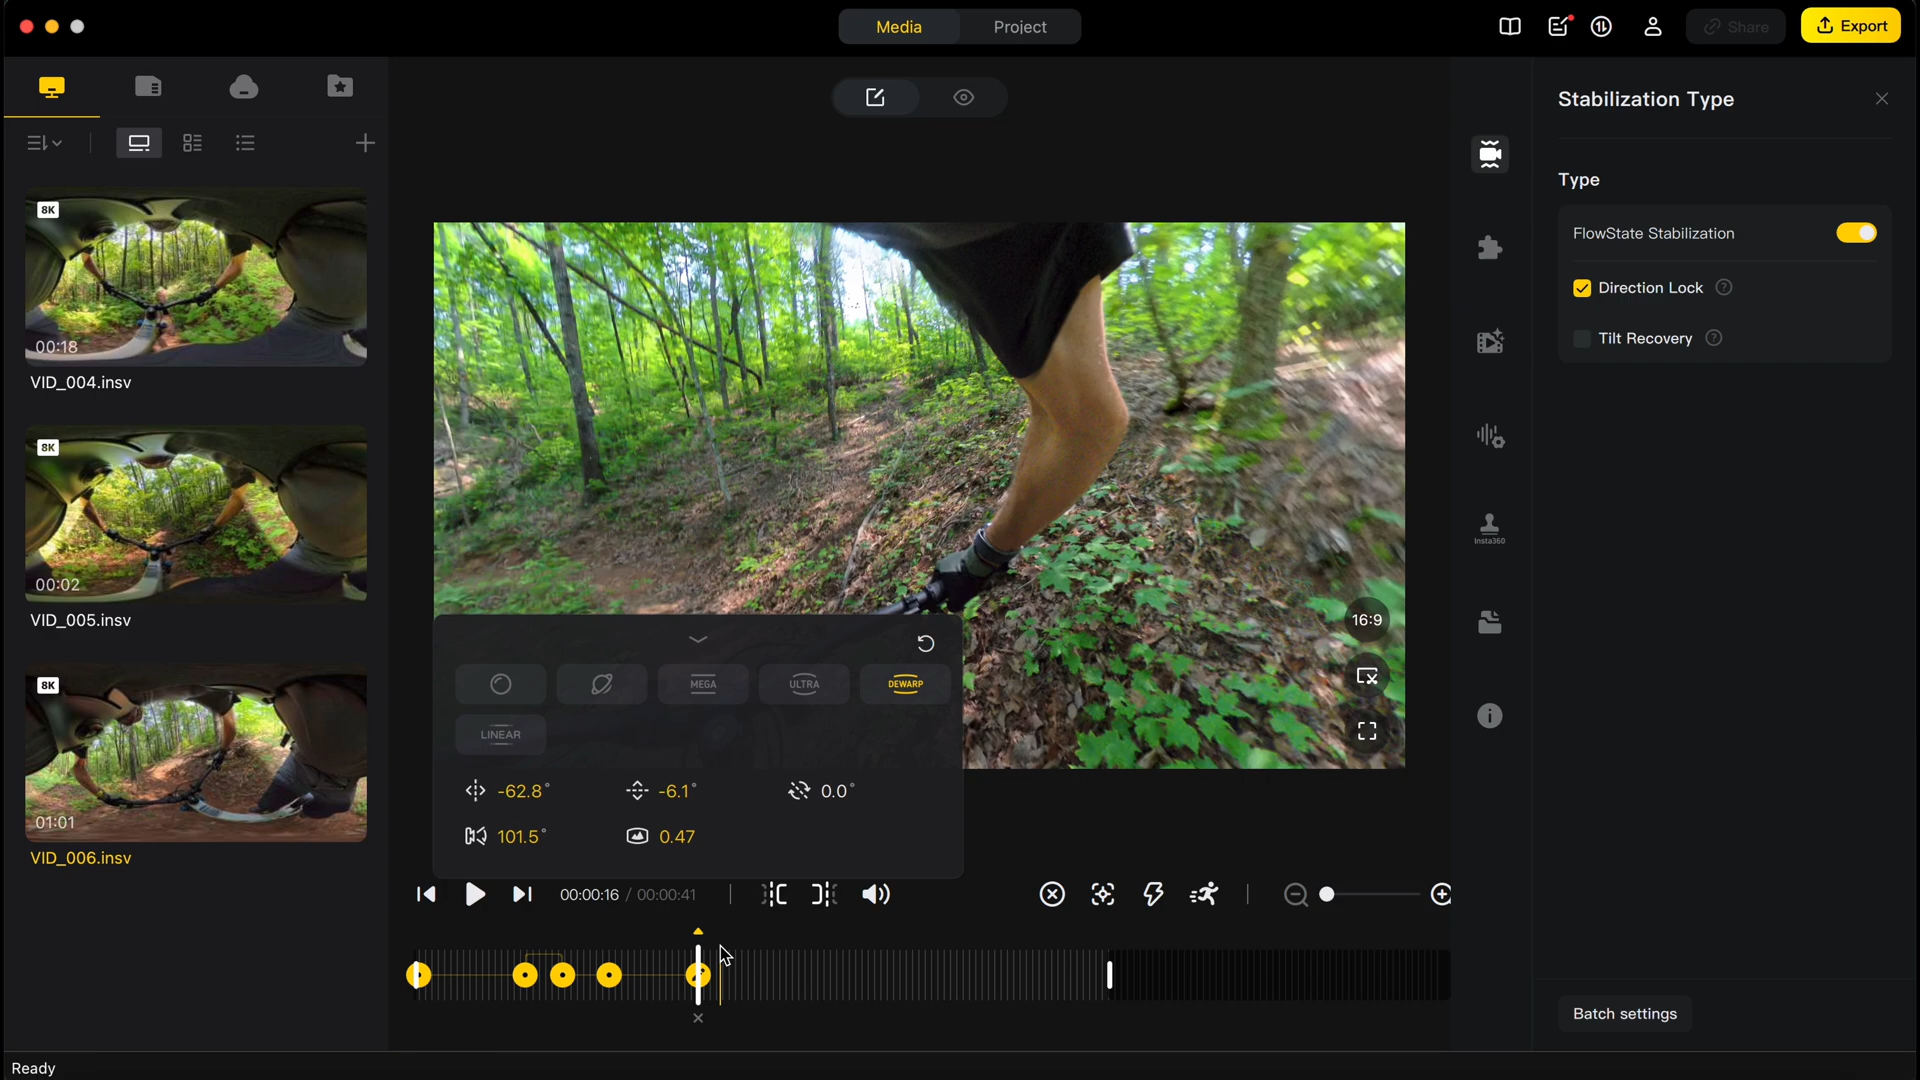 Media
Project
Share
Export
Stabilization Type
Type
FlowState Stabilization
Direction Lock
?
Tilt Recovery
?
8K
00:18
VID_004.insv
8K
00:02
VID_005.insv
8K
01:01
VID_006.insv
16:9
MEGA
ULTRA
DEWARP
LINEAR
-62.8°
-6.1°
0.0°
101.5°
0.47
00:00:16 / 00:00:41
Insta360
Batch settings
Ready